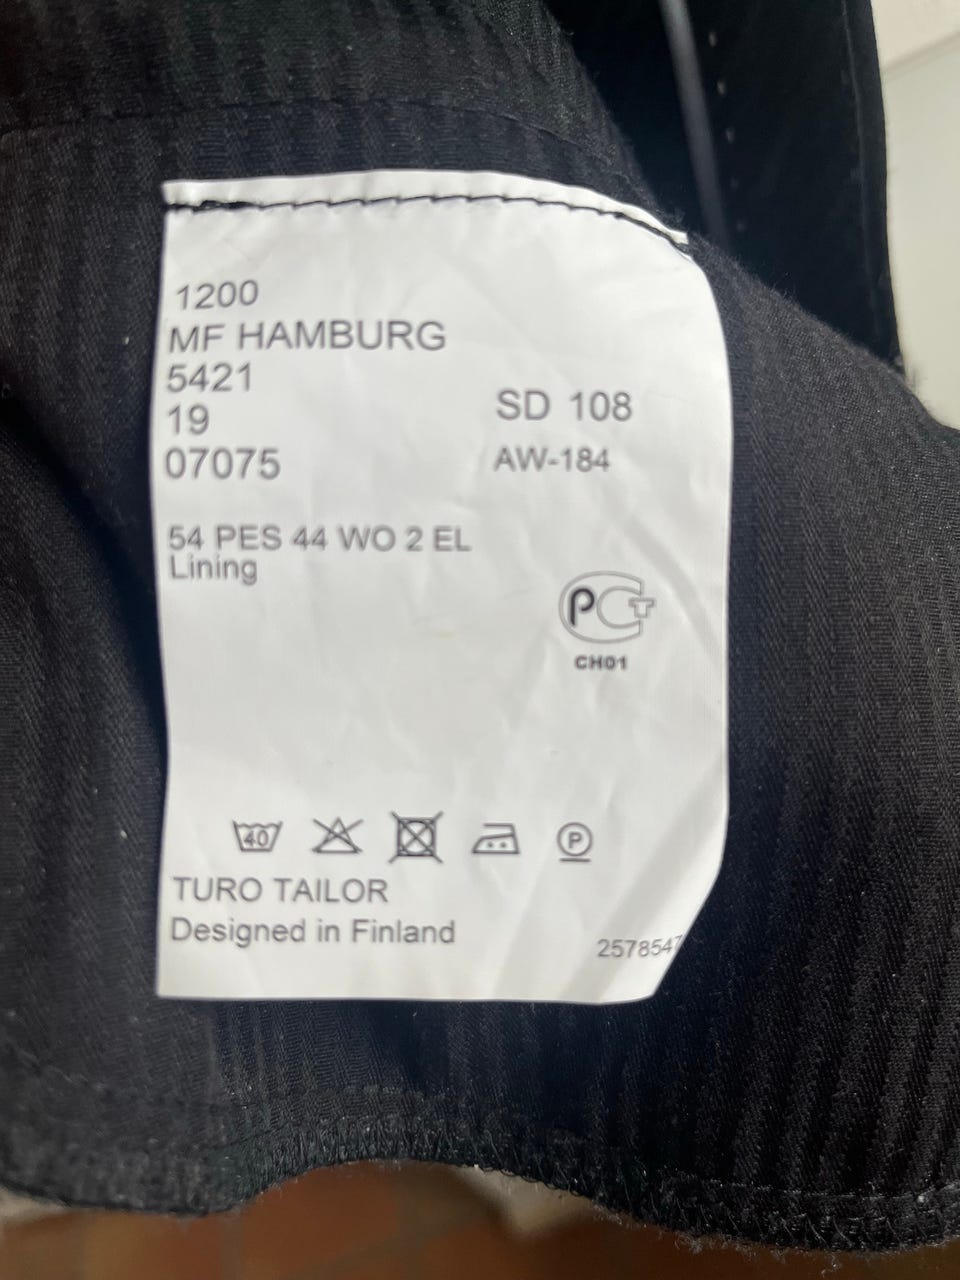 1200
MF HAMBURG
5421
19
07075
SD 108
AW-184
54 PES 44 WO 2 EL
Lining
PCT
CH01
40
P
TURO TAILOR
Designed in Finland